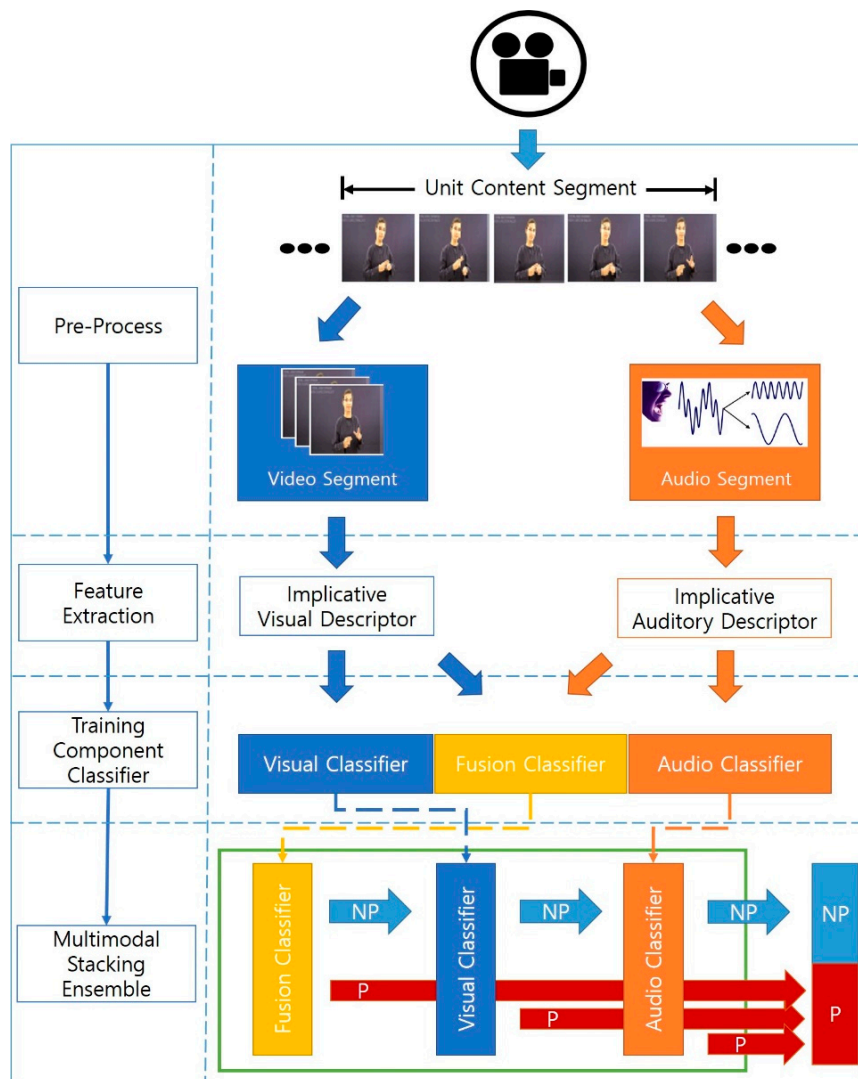 Unit Content Segment
Pre-Process
Video Segment
Audio Segment
Feature
Extraction
Implicative
Visual Descriptor
Implicative
Auditory Descriptor
Training
Component
Classifier
Visual Classifier
Fusion Classifier
Audio Classifier
Multimodal
Stacking
Ensemble
Fusion Classifier
NP
Visual Classifier
NP
Audio Classifier
NP
NP
P
P
P
P